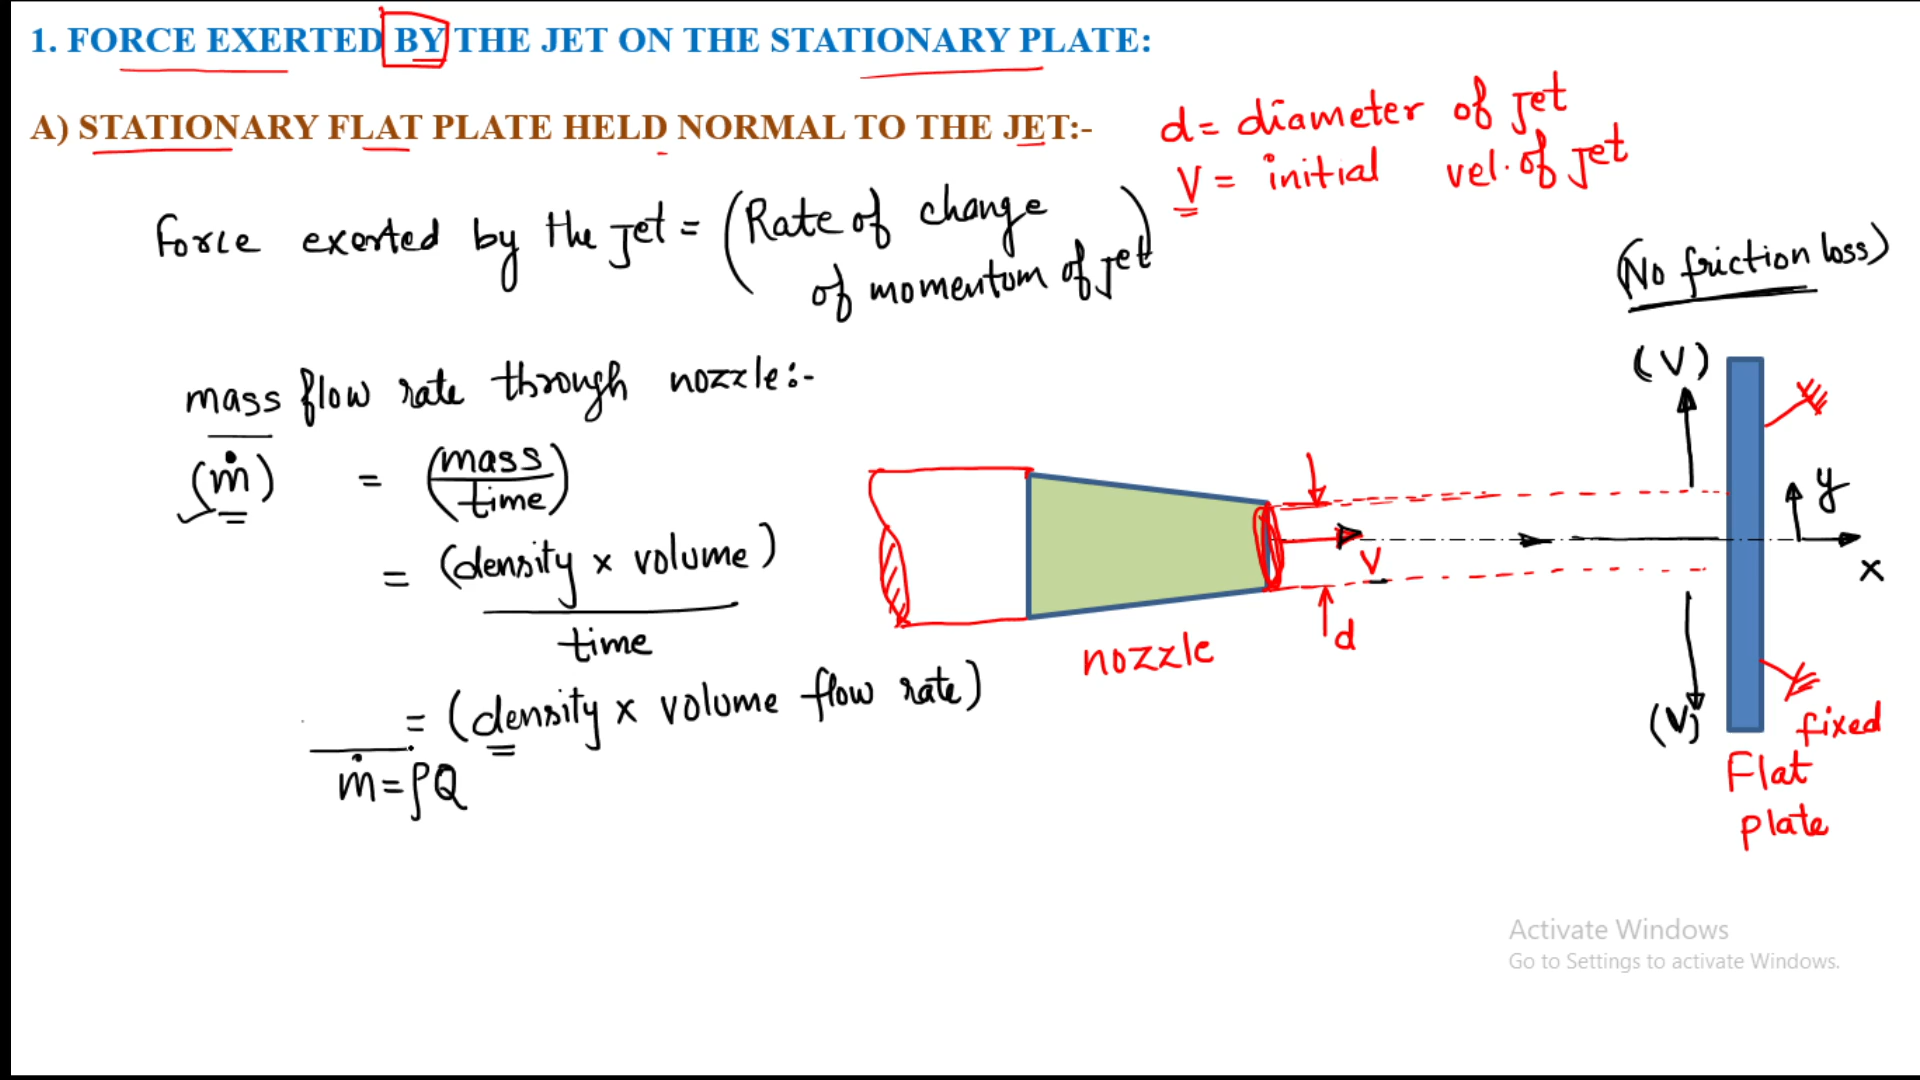 1. FORCE EXERTED BY THE JET ON THE STATIONARY PLATE:
A) STATIONARY FLAT PLATE HELD NORMAL TO THE JET:-
d = diameter of jet
V = initial vel. of jet
Force exerted by the jet = (Rate of change
of momentum of jet)
(No friction loss)
mass flow rate through nozzle:-
(ṁ) = (mass
time)
= (density x volume)
time
= (density x volume flow rate)
ṁ = ρQ
(V)
y
x
V
d
nozzle
(V)
fixed
Flat
plate
Activate Windows
Go to Settings to activate Windows.